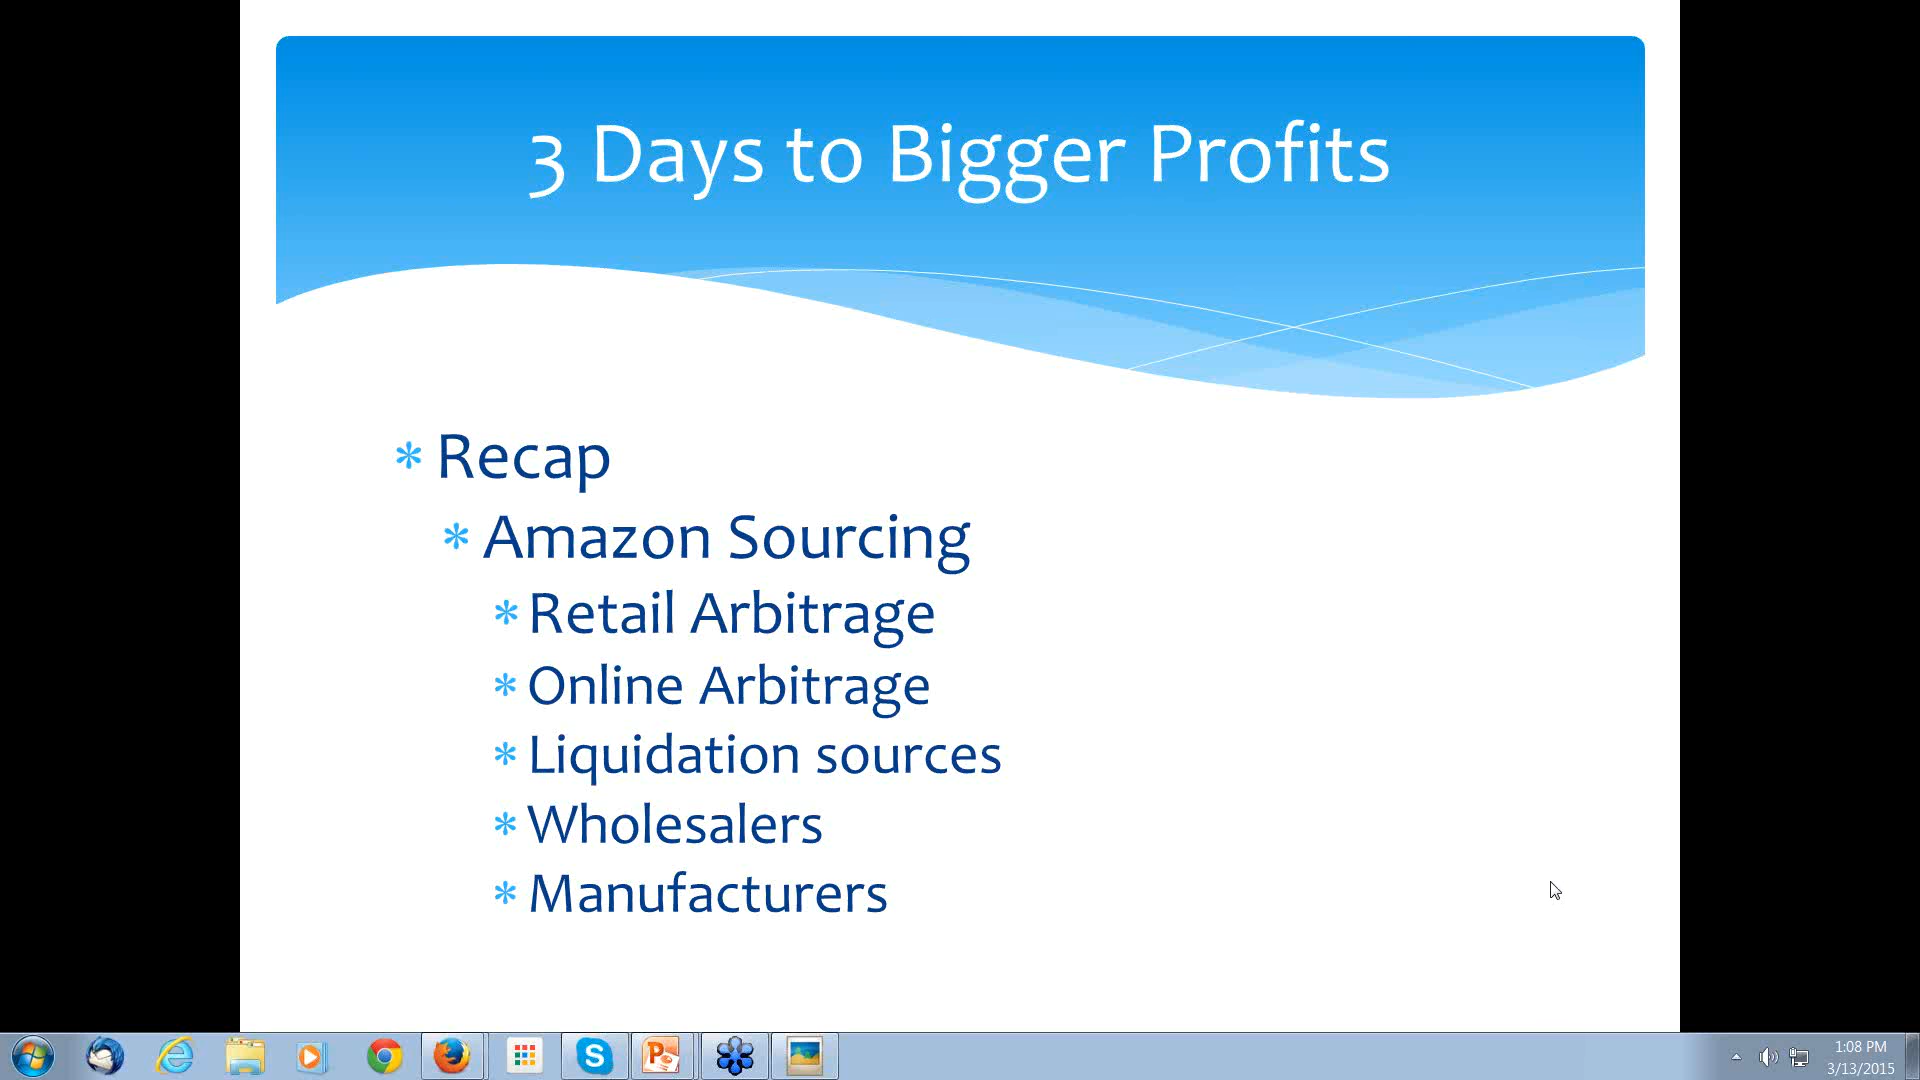 3 Days to Bigger Profits
* Recap
* Amazon Sourcing
* Retail Arbitrage
* Online Arbitrage
* Liquidation sources
* Wholesalers
* Manufacturers
1:08 PM
3/13/2015